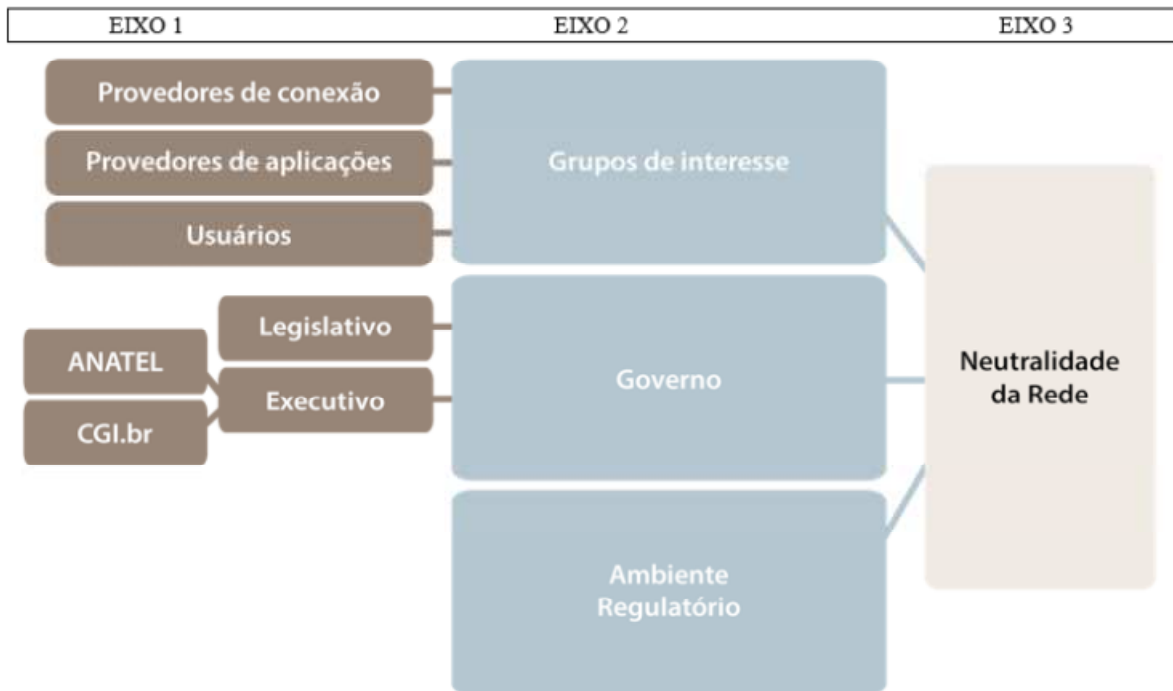 EIXO 1
EIXO 2
EIXO 3
Provedores de conexão
Provedores de aplicações
Usuários
Grupos de interesse
Legislativo
ANATEL
Executivo
CGI.br
Governo
Ambiente
Regulatório
Neutralidade
da Rede